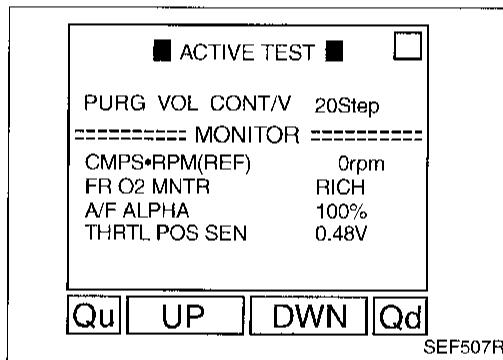 ■ ACTIVE TEST ■
PURG VOL CONT/V 20Step
========== MONITOR ==========
CMPS•RPM(REF) 0rpm
FR O2 MNTR RICH
A/F ALPHA 100%
THRTL POS SEN 0.48V
Qu UP DWN Qd
SEF507R